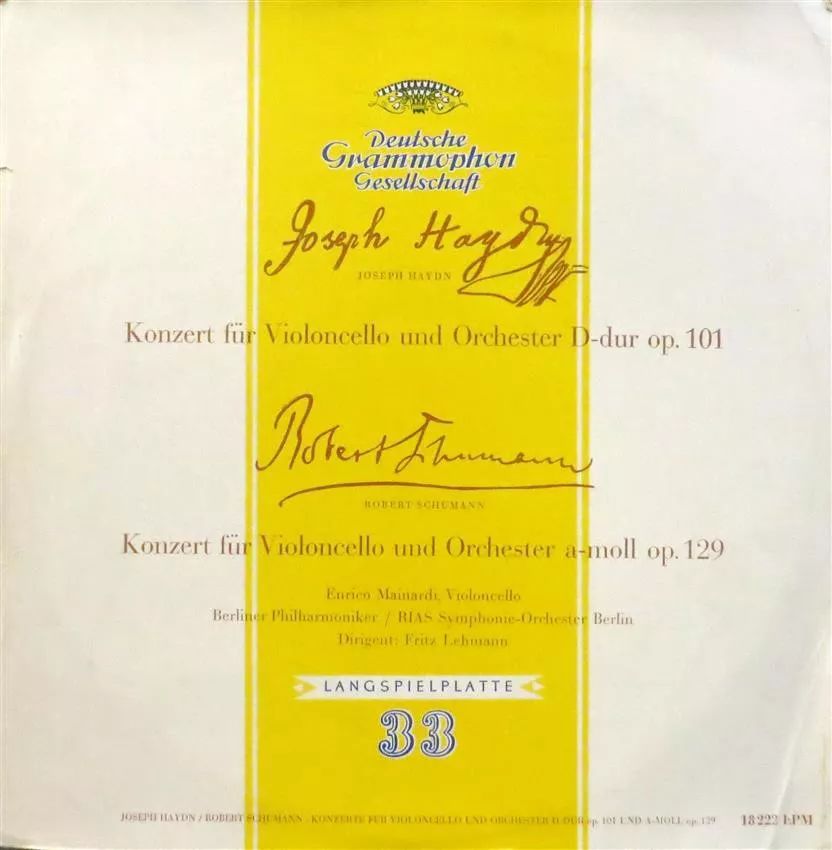 Deutsche
Grammophon
Gesellschaft
Joseph Haydn
JOSEPH HAYDN
Konzert für Violoncello und Orchester D-dur op. 101
Robert Schumann
ROBERT SCHUMANN
Konzert für Violoncello und Orchester a-moll op. 129
Enrico Mainardi, Violoncello
Berliner Philharmoniker / RIAS Symphonie-Orchester Berlin
Dirigent: Fritz Lehmann
LANGSPIELPLATTE
33
JOSEPH HAYDN / ROBERT SCHUMANN · KONZERTE FÜR VIOLONCELLO UND ORCHESTER D-DUR op. 101 UND A-MOLL op. 129 18222 LPM